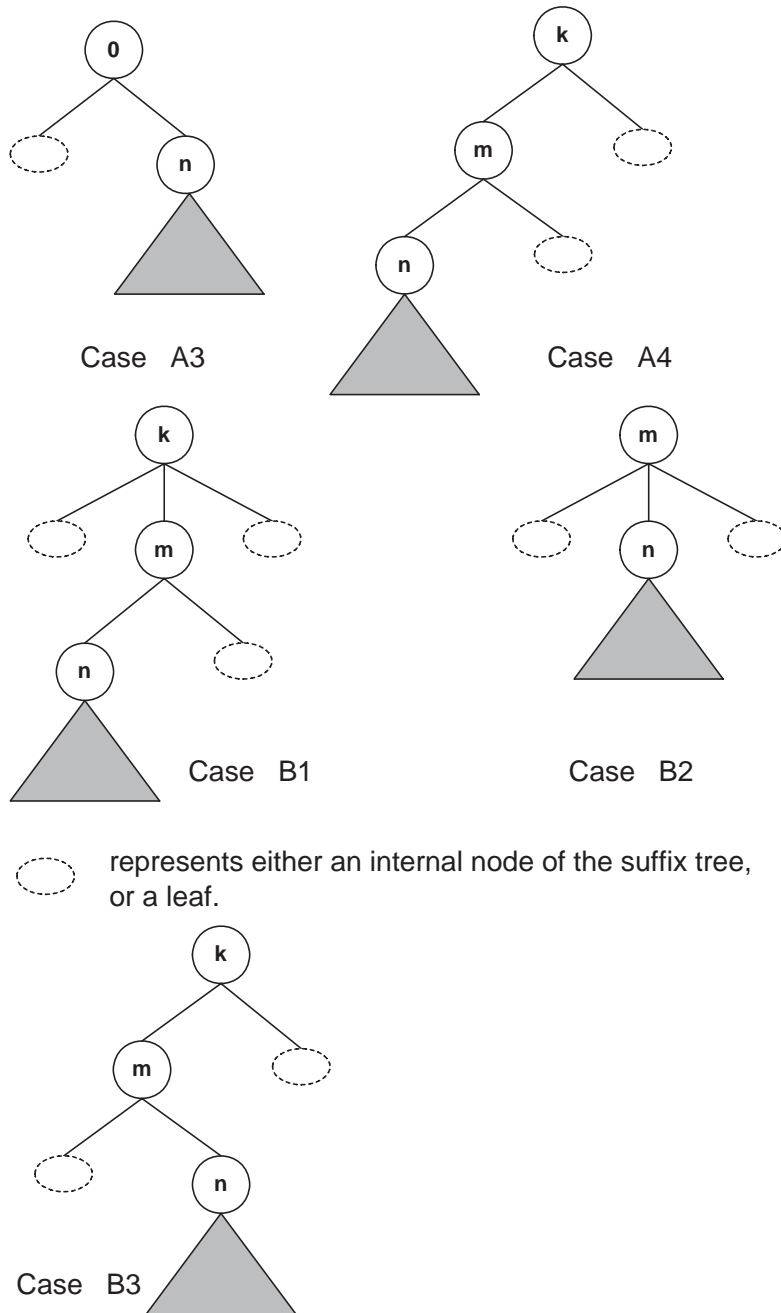 0
k
m
n
n
Case A3
Case A4
k
m
m
n
n
Case B1
Case B2
represents either an internal node of the suffix tree,
or a leaf.
k
m
n
Case B3